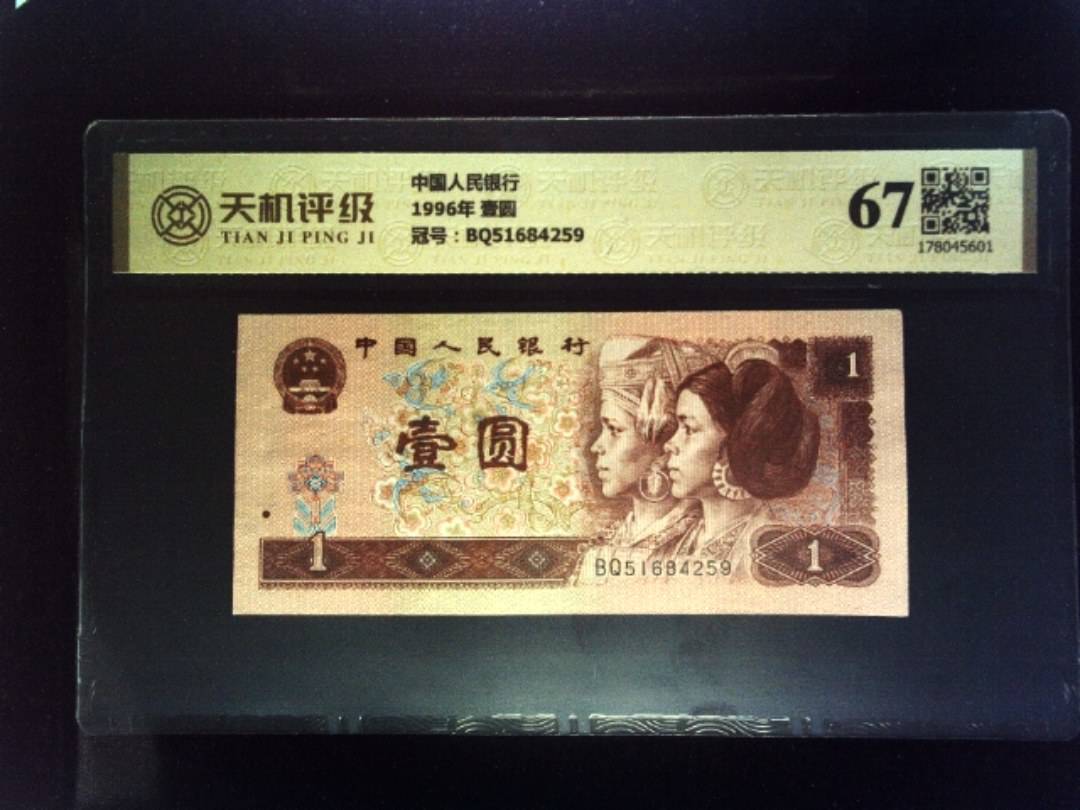 天机评级
TIAN JI PING JI
中国人民银行
1996年 壹圆
冠号：BQ51684259
67
178045601
中国人民银行
1
壹圆
1
BQ51684259
1